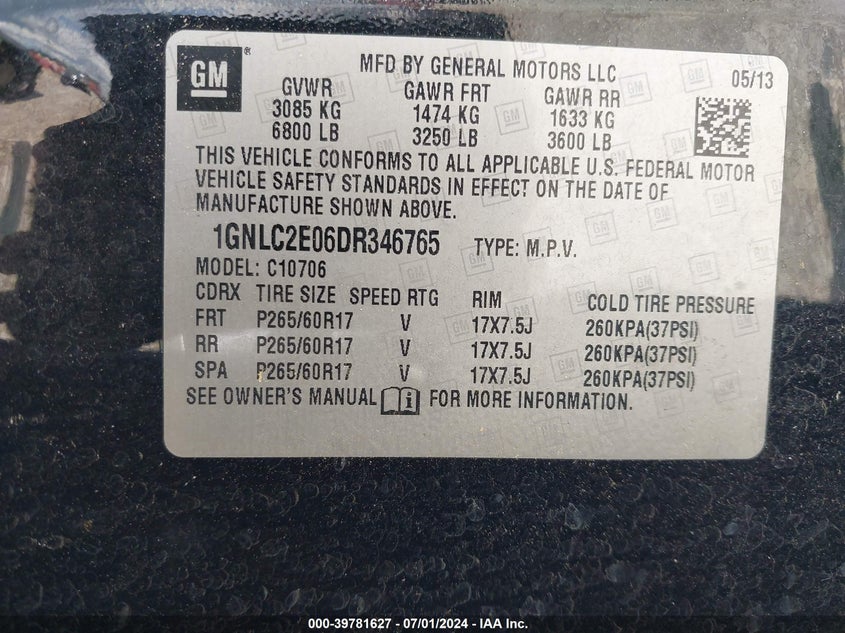 GM
MFD BY GENERAL MOTORS LLC
05/13
GVWR GAWR FRT GAWR RR
3085 KG 1474 KG 1633 KG
6800 LB 3250 LB 3600 LB
THIS VEHICLE CONFORMS TO ALL APPLICABLE U.S. FEDERAL MOTOR
VEHICLE SAFETY STANDARDS IN EFFECT ON THE DATE OF
MANUFACTURE SHOWN ABOVE.
1GNLC2E06DR346765 TYPE: M.P.V.
MODEL: C10706
CDRX TIRE SIZE SPEED RTG RIM COLD TIRE PRESSURE
FRT P265/60R17 V 17X7.5J 260KPA(37PSI)
RR P265/60R17 V 17X7.5J 260KPA(37PSI)
SPA P265/60R17 V 17X7.5J 260KPA(37PSI)
SEE OWNER'S MANUAL FOR MORE INFORMATION.
000-39781627 - 07/01/2024 - IAA Inc.